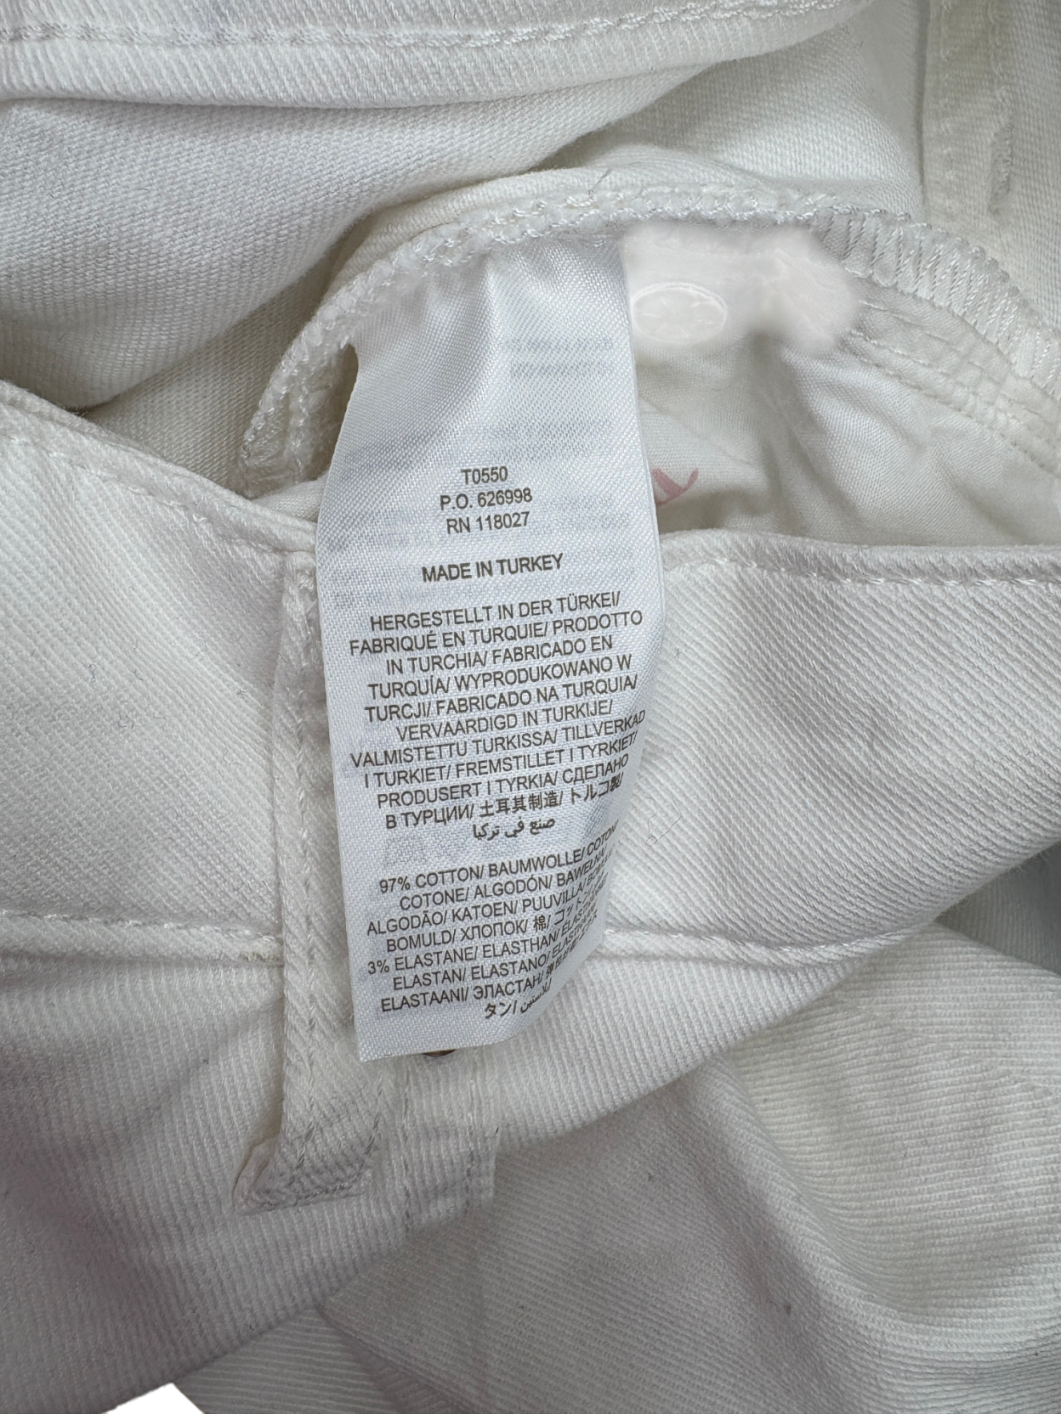 T0550
P.O. 626998
RN 118027
MADE IN TURKEY
HERGESTELLT IN DER TÜRKEI/
FABRIQUÉ EN TURQUIE/ PRODOTTO
IN TURCHIA/ FABRICADO EN
TURQUÍA/ WYPRODUKOWANO W
TURCJI/ FABRICADO NA TURQUIA/
VERVAARDIGD IN TURKIJE/
VALMISTETTU TURKISSA/ TILLVERKAD
I TURKIET/ FREMSTILLET I TYRKIET/
PRODUSERT I TYRKIA/ СДЕЛАНО
В ТУРЦИИ/ 土耳其制造/ トルコ製/
صنع في تركيا
97% COTTON/ BAUMWOLLE/ COTON/
COTONE/ ALGODÓN/ BAWEŁNA/
ALGODÃO/ KATOEN/ PUUVILLA/
BOMULD/ ХЛОПОК/ 棉/
3% ELASTANE/ ELASTHAN/
ELASTAN/ ELASTANO/
ELASTAANI/ ЭЛАСТАН/
タン/